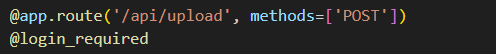 @app.route('/api/upload', methods=['POST'])
@login_required